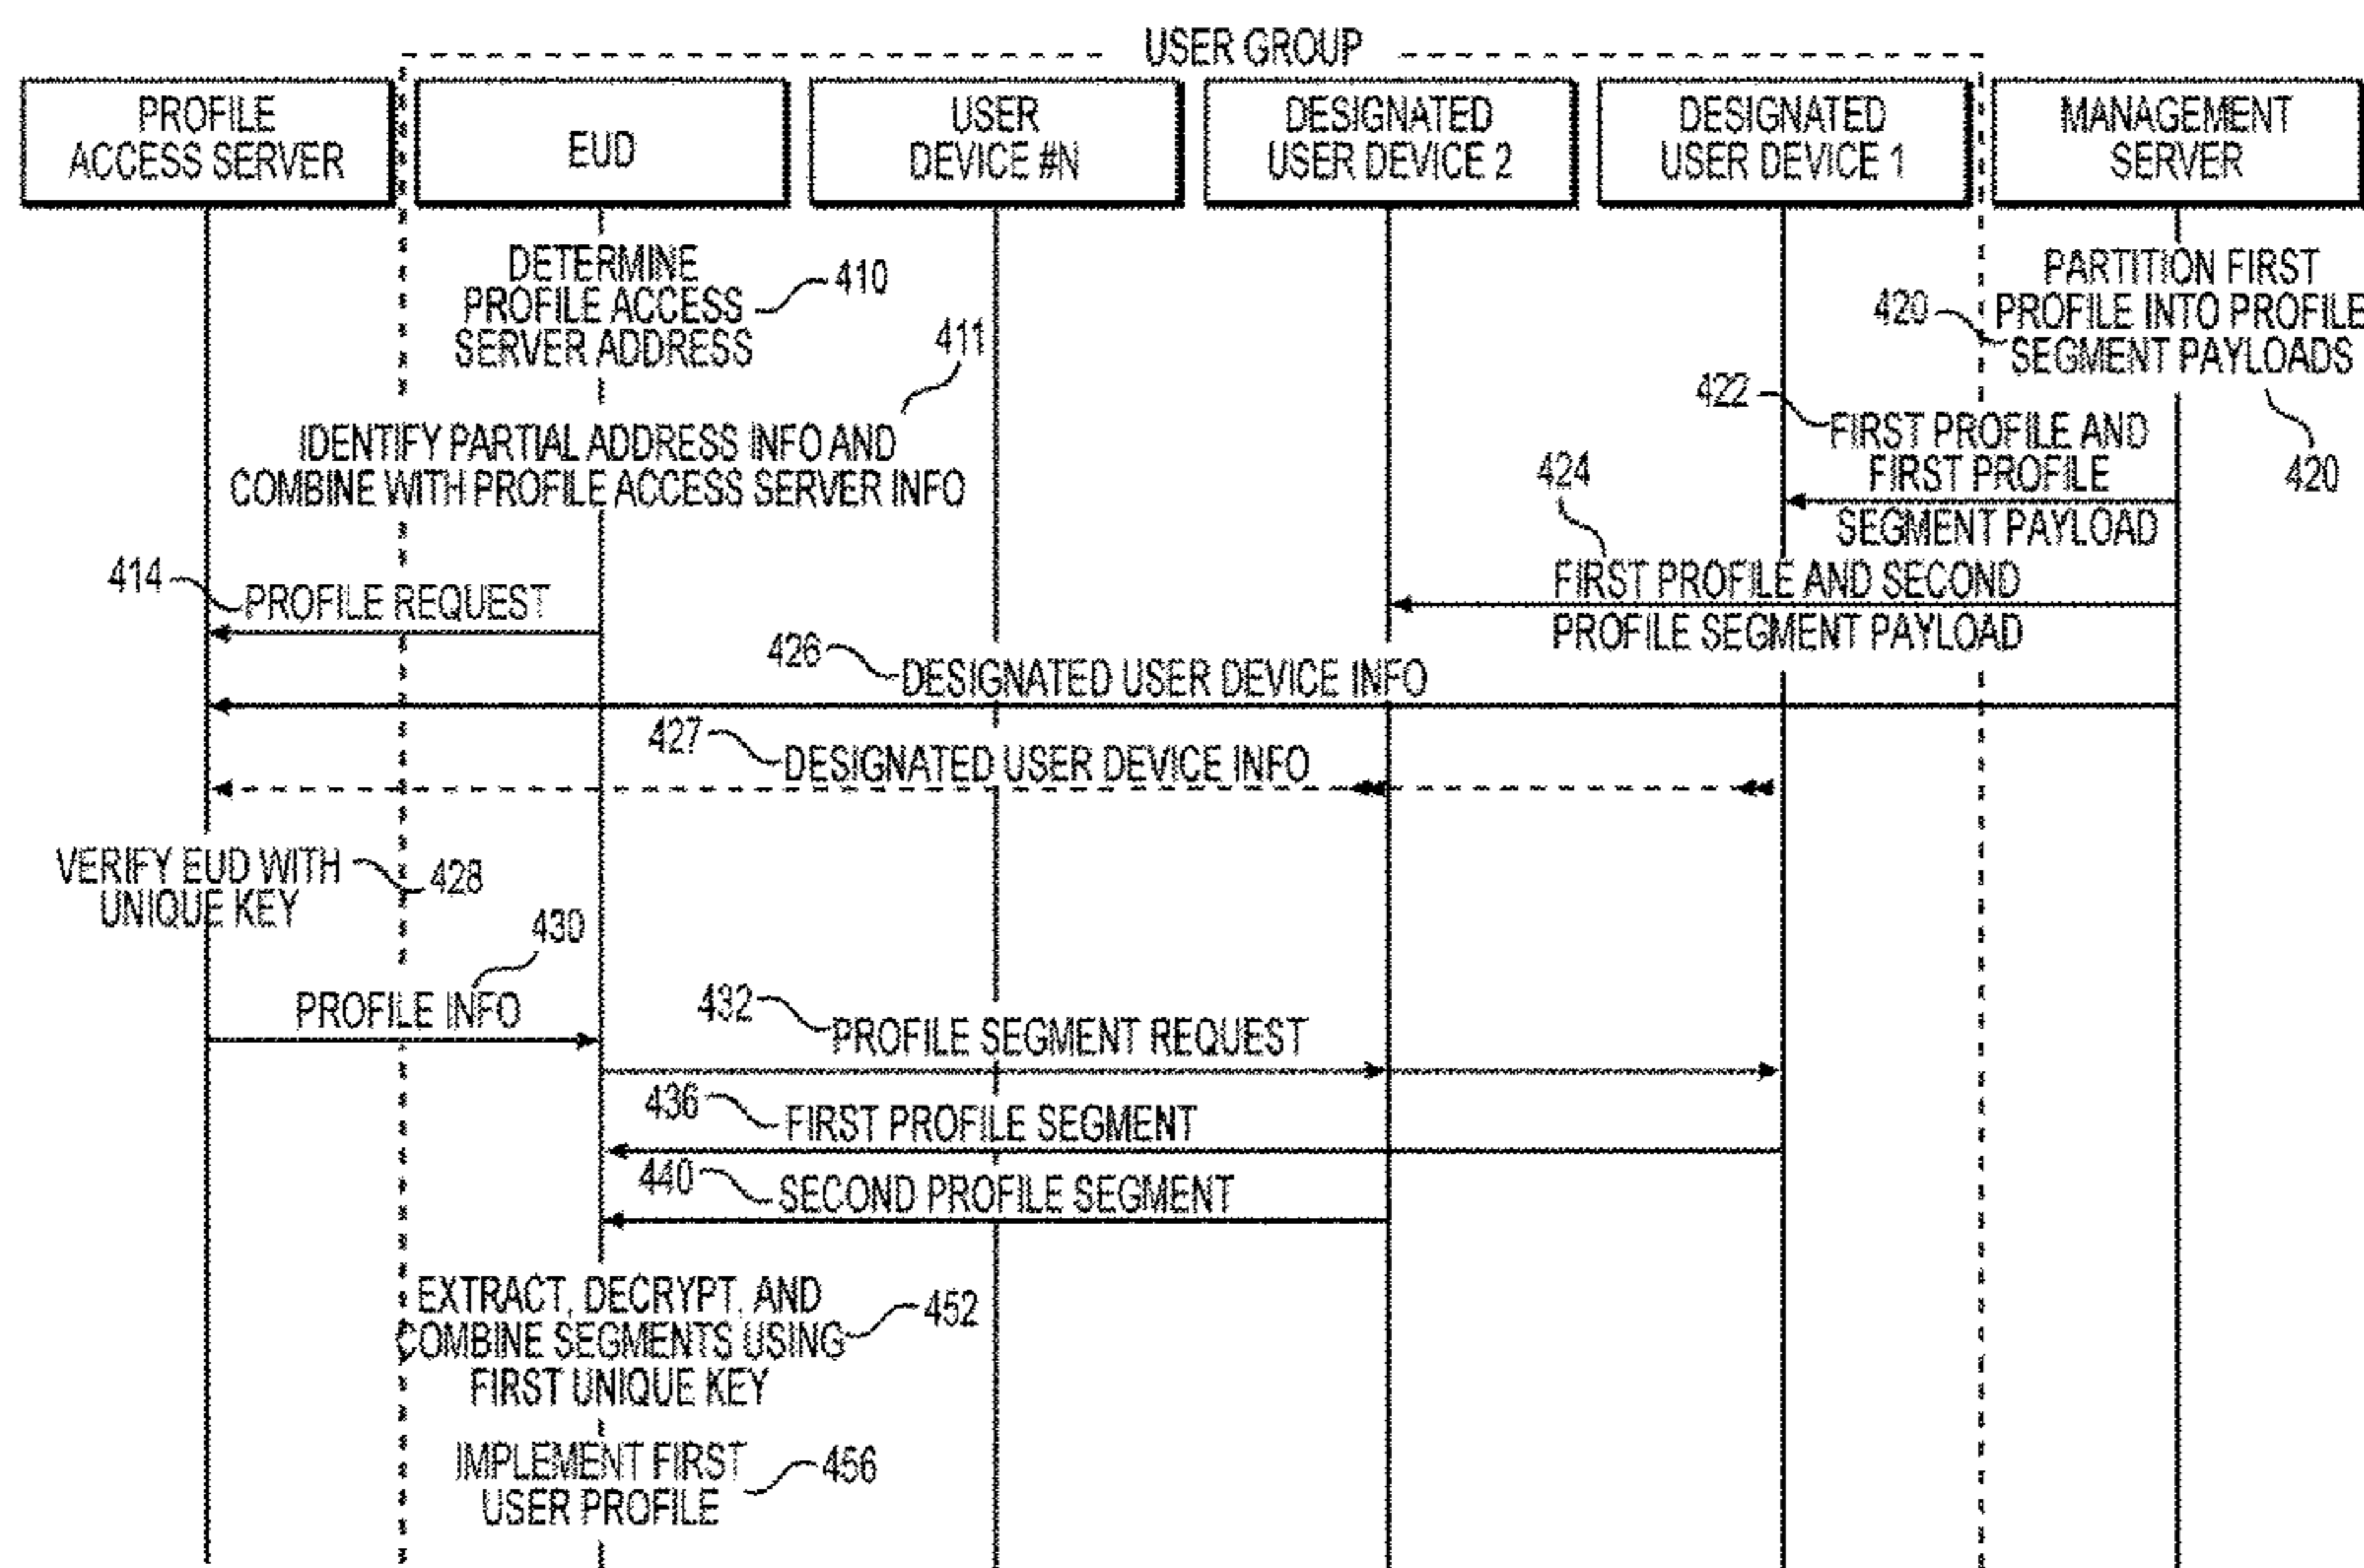 USER GROUP
PROFILE
ACCESS SERVER
EUD
USER
DEVICE #N
DESIGNATED
USER DEVICE 2
DESIGNATED
USER DEVICE 1
MANAGEMENT
SERVER
DETERMINE
PROFILE ACCESS
SERVER ADDRESS
410
411
IDENTIFY PARTIAL ADDRESS INFO AND
COMBINE WITH PROFILE ACCESS SERVER INFO
420
PARTITION FIRST
PROFILE INTO PROFILE
SEGMENT PAYLOADS
420
422
FIRST PROFILE AND
FIRST PROFILE
SEGMENT PAYLOAD
424
FIRST PROFILE AND SECOND
PROFILE SEGMENT PAYLOAD
414
PROFILE REQUEST
426
DESIGNATED USER DEVICE INFO
427
DESIGNATED USER DEVICE INFO
VERIFY EUD WITH
UNIQUE KEY
428
430
PROFILE INFO
432
PROFILE SEGMENT REQUEST
436
FIRST PROFILE SEGMENT
440
SECOND PROFILE SEGMENT
EXTRACT, DECRYPT, AND
COMBINE SEGMENTS USING
FIRST UNIQUE KEY
452
IMPLEMENT FIRST
USER PROFILE
456